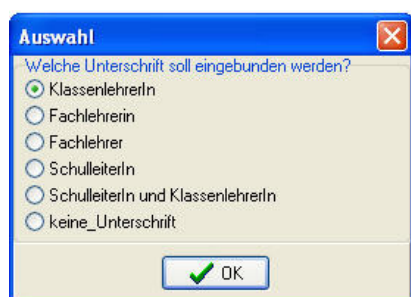 Auswahl
Welche Unterschrift soll eingebunden werden?
KlassenlehrerIn
Fachlehrerin
Fachlehrer
SchulleiterIn
SchulleiterIn und KlassenlehrerIn
keine_Unterschrift
OK